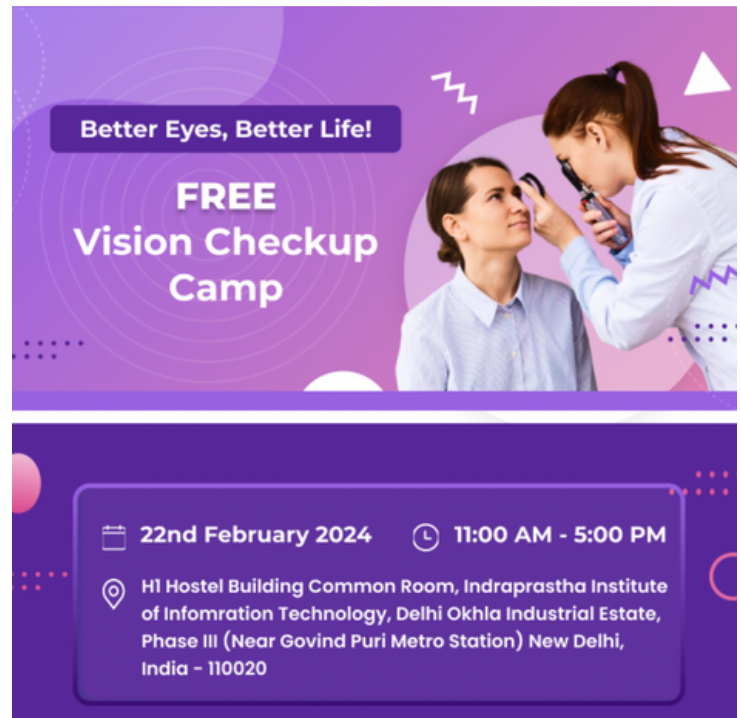 Better Eyes, Better Life!
FREE
Vision Checkup
Camp
22nd February 2024
11:00 AM - 5:00 PM
H1 Hostel Building Common Room, Indraprastha Institute
of Infomration Technology, Delhi Okhla Industrial Estate,
Phase III (Near Govind Puri Metro Station) New Delhi,
India - 110020